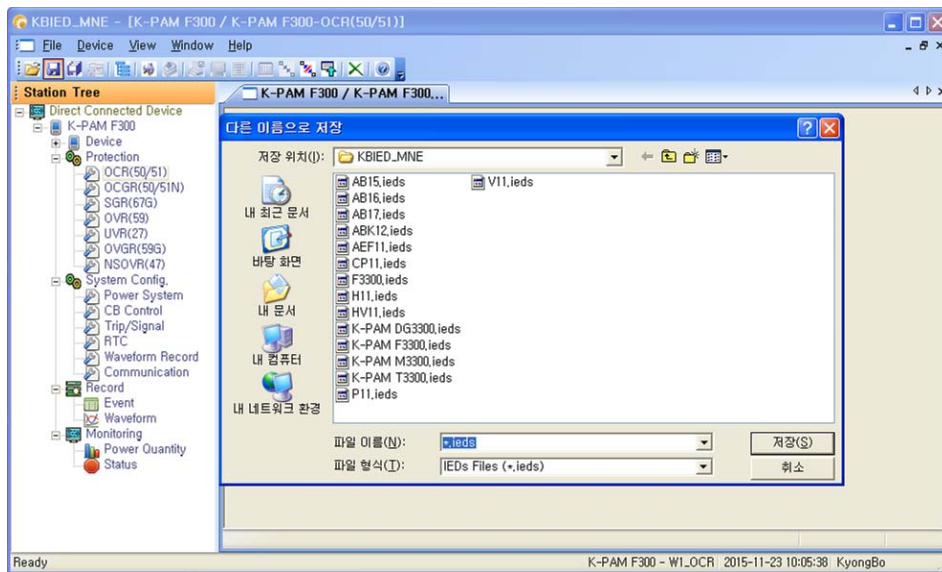 KBIED_MNE - [K-PAM F300 / K-PAM F300-OCR(50/51)]
File Device View Window Help
Station Tree
K-PAM F300 / K-PAM F300...
Direct Connected Device
K-PAM F300
Device
Protection
OCR(50/51)
OCGR(50/51N)
SGR(67G)
OVR(59)
UVR(27)
OVGR(59G)
NSOVR(47)
System Config.
Power System
CB Control
Trip/Signal
RTC
Waveform Record
Communication
Record
Event
Waveform
Monitoring
Power Quantity
Status
다른 이름으로 저장
저장 위치(I): KBIED_MNE
내 최근 문서
바탕 화면
내 문서
내 컴퓨터
내 네트워크 환경
AB15.ieds
AB16.ieds
AB17.ieds
ABK12.ieds
AEF11.ieds
CP11.ieds
F3300.ieds
H11.ieds
HV11.ieds
K-PAM DG3300.ieds
K-PAM F3300.ieds
K-PAM M3300.ieds
K-PAM T3300.ieds
P11.ieds
V11.ieds
파일 이름(N): *.ieds 저장(S)
파일 형식(T): IEDs Files (*.ieds) 취소
Ready K-PAM F300 - W1_OCR 2015-11-23 10:05:38 KyongBo